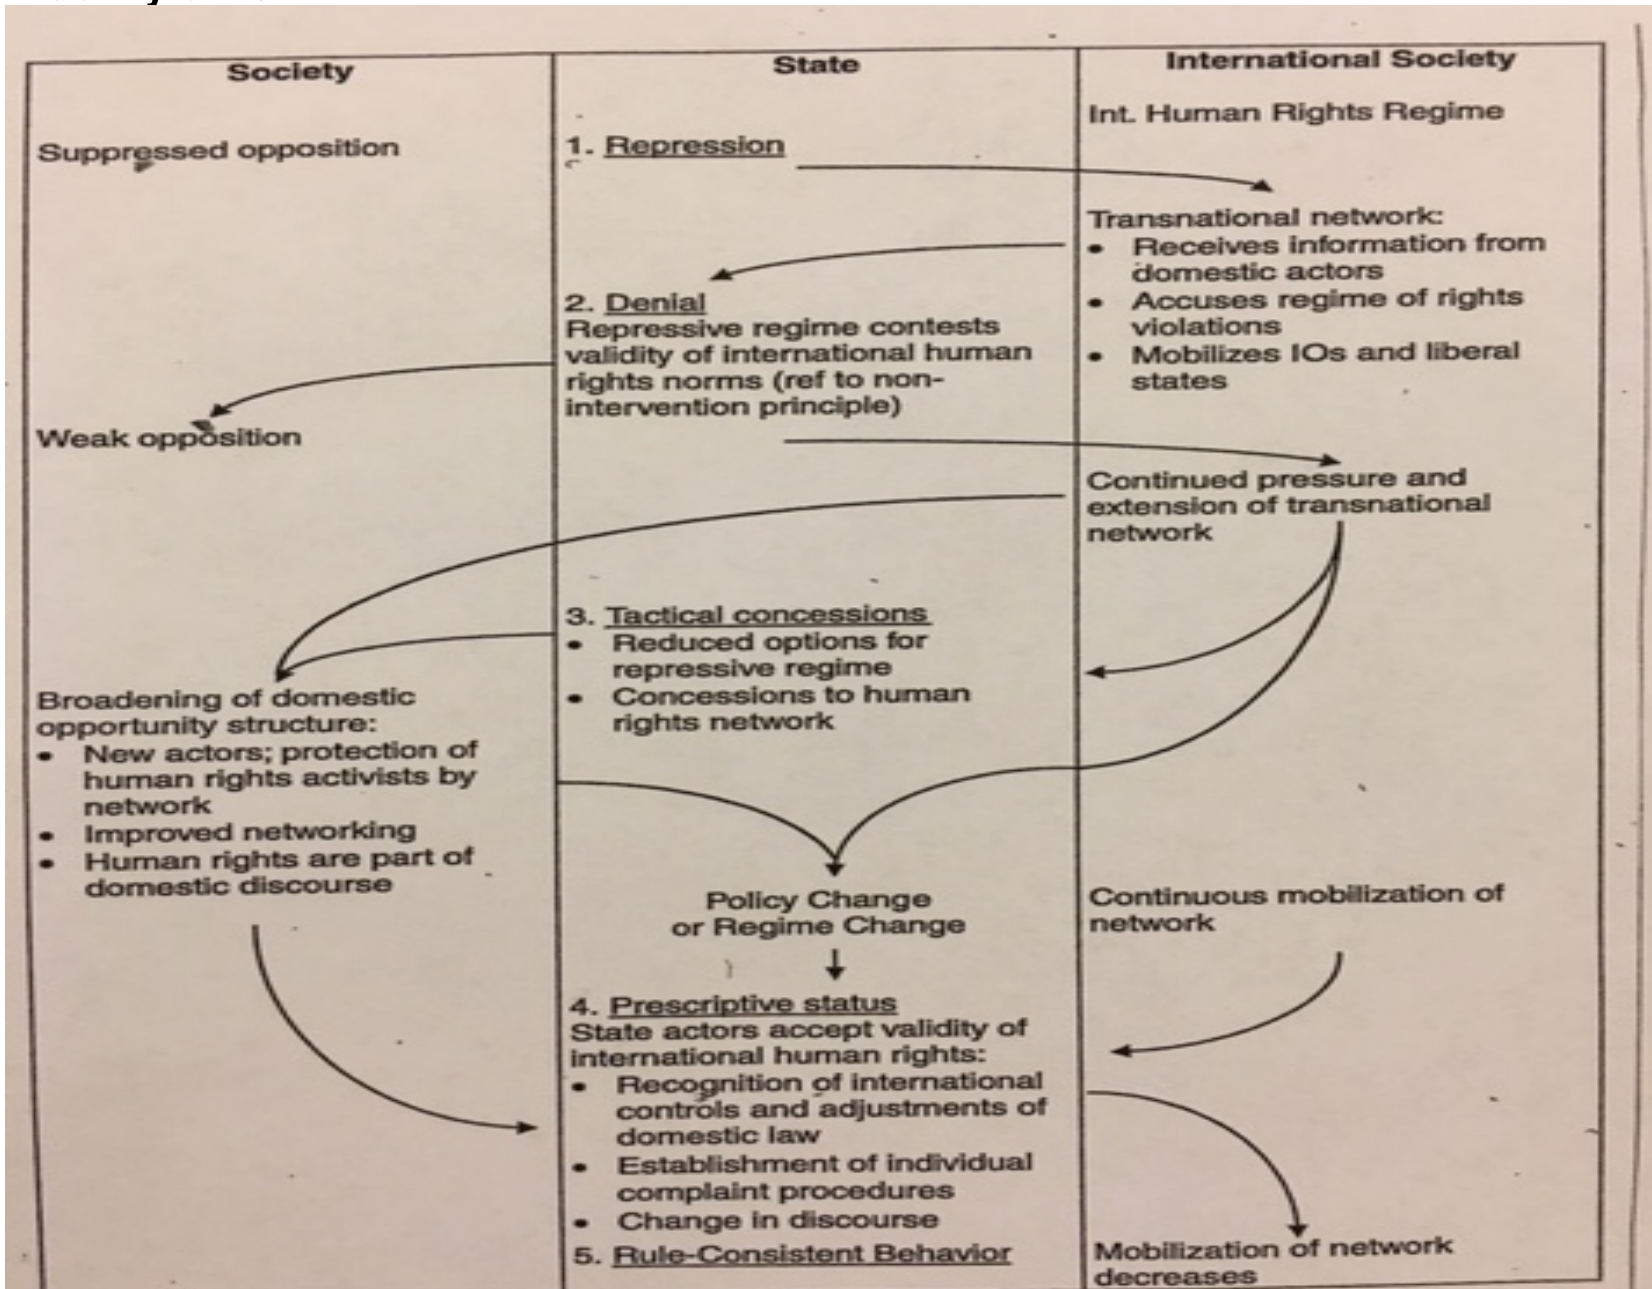 Society
State
International Society
Suppressed opposition
Weak opposition
Broadening of domestic
opportunity structure:
• New actors; protection of
human rights activists by
network
• Improved networking
• Human rights are part of
domestic discourse
1. Repression
2. Denial
Repressive regime contests
validity of international human
rights norms (ref to non-
intervention principle)
3. Tactical concessions
• Reduced options for
repressive regime
• Concessions to human
rights network
Policy Change
or Regime Change
4. Prescriptive status
State actors accept validity of
international human rights:
• Recognition of international
controls and adjustments of
domestic law
• Establishment of individual
complaint procedures
• Change in discourse
5. Rule-Consistent Behavior
Int. Human Rights Regime
Transnational network:
• Receives information from
domestic actors
• Accuses regime of rights
violations
• Mobilizes IOs and liberal
states
Continued pressure and
extension of transnational
network
Continuous mobilization of
network
Mobilization of network
decreases